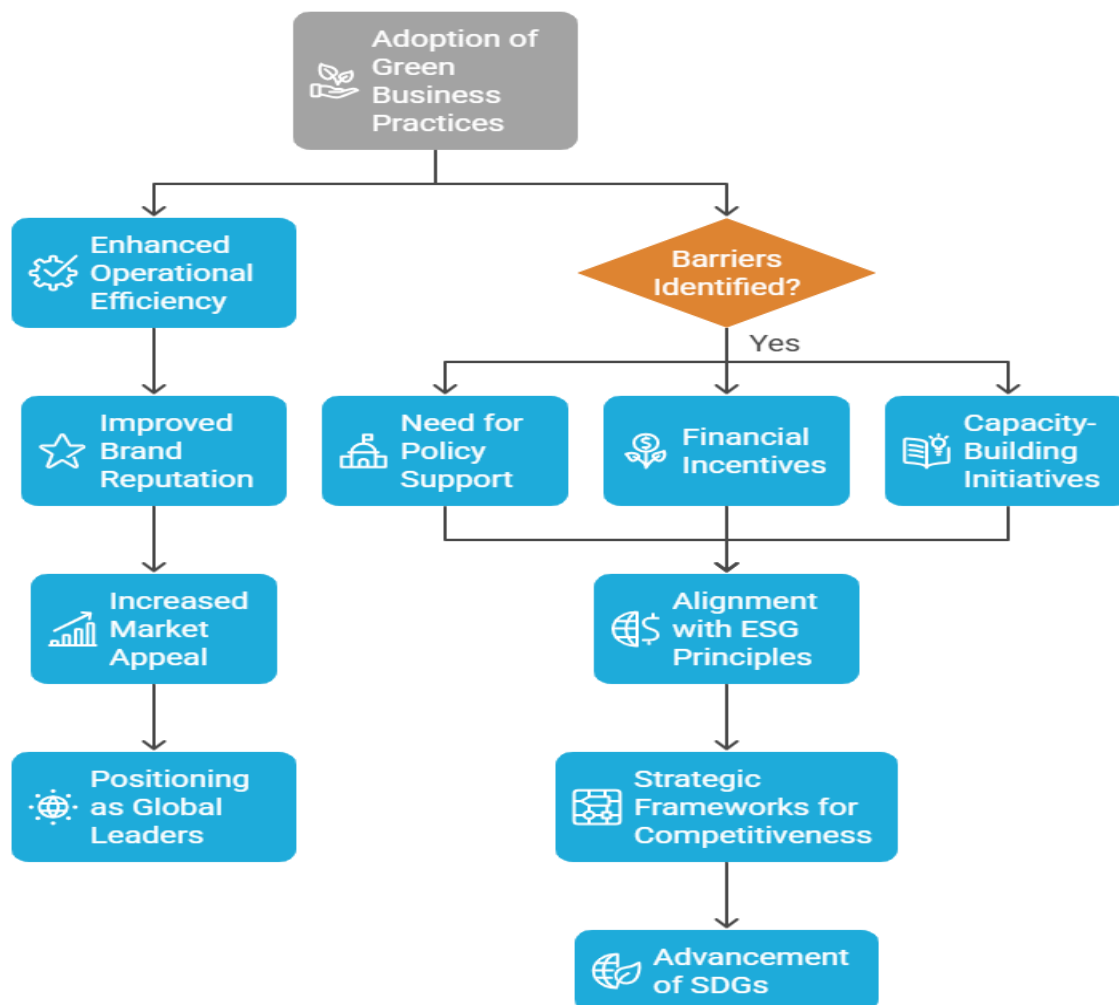 Adoption of
Green
Business
Practices
Enhanced
Operational
Efficiency
Barriers
Identified?
Yes
Improved
Brand
Reputation
Need for
Policy
Support
Financial
Incentives
Capacity-
Building
Initiatives
Increased
Market
Appeal
Alignment
with ESG
Principles
Positioning
as Global
Leaders
Strategic
Frameworks for
Competitiveness
Advancement
of SDGs